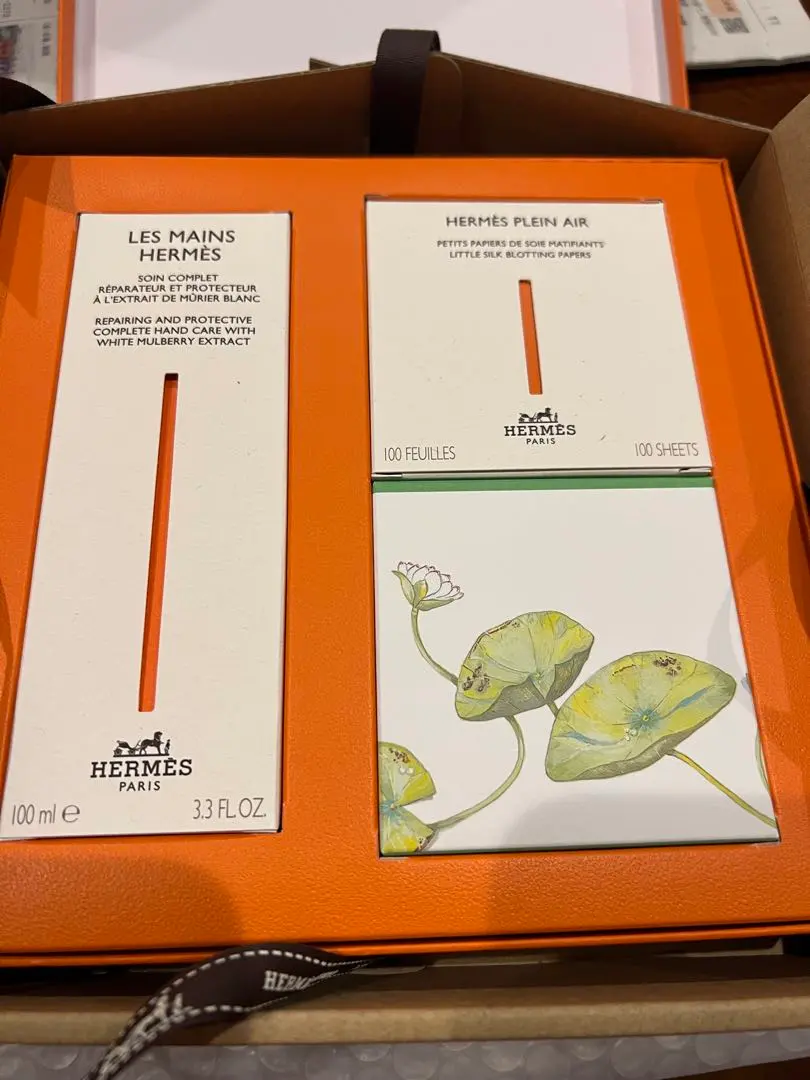 LES MAINS
HERMÈS
SOIN COMPLET
RÉPARATEUR ET PROTECTEUR
À L'EXTRAIT DE MÛRIER BLANC
REPAIRING AND PROTECTIVE
COMPLETE HAND CARE WITH
WHITE MULBERRY EXTRACT
HERMÈS
PARIS
100 ml e
3.3 FL.OZ.
HERMÈS PLEIN AIR
PETITS PAPIERS DE SOIE MATIFIANTS
LITTLE SILK BLOTTING PAPERS
HERMÈS
PARIS
100 FEUILLES
100 SHEETS